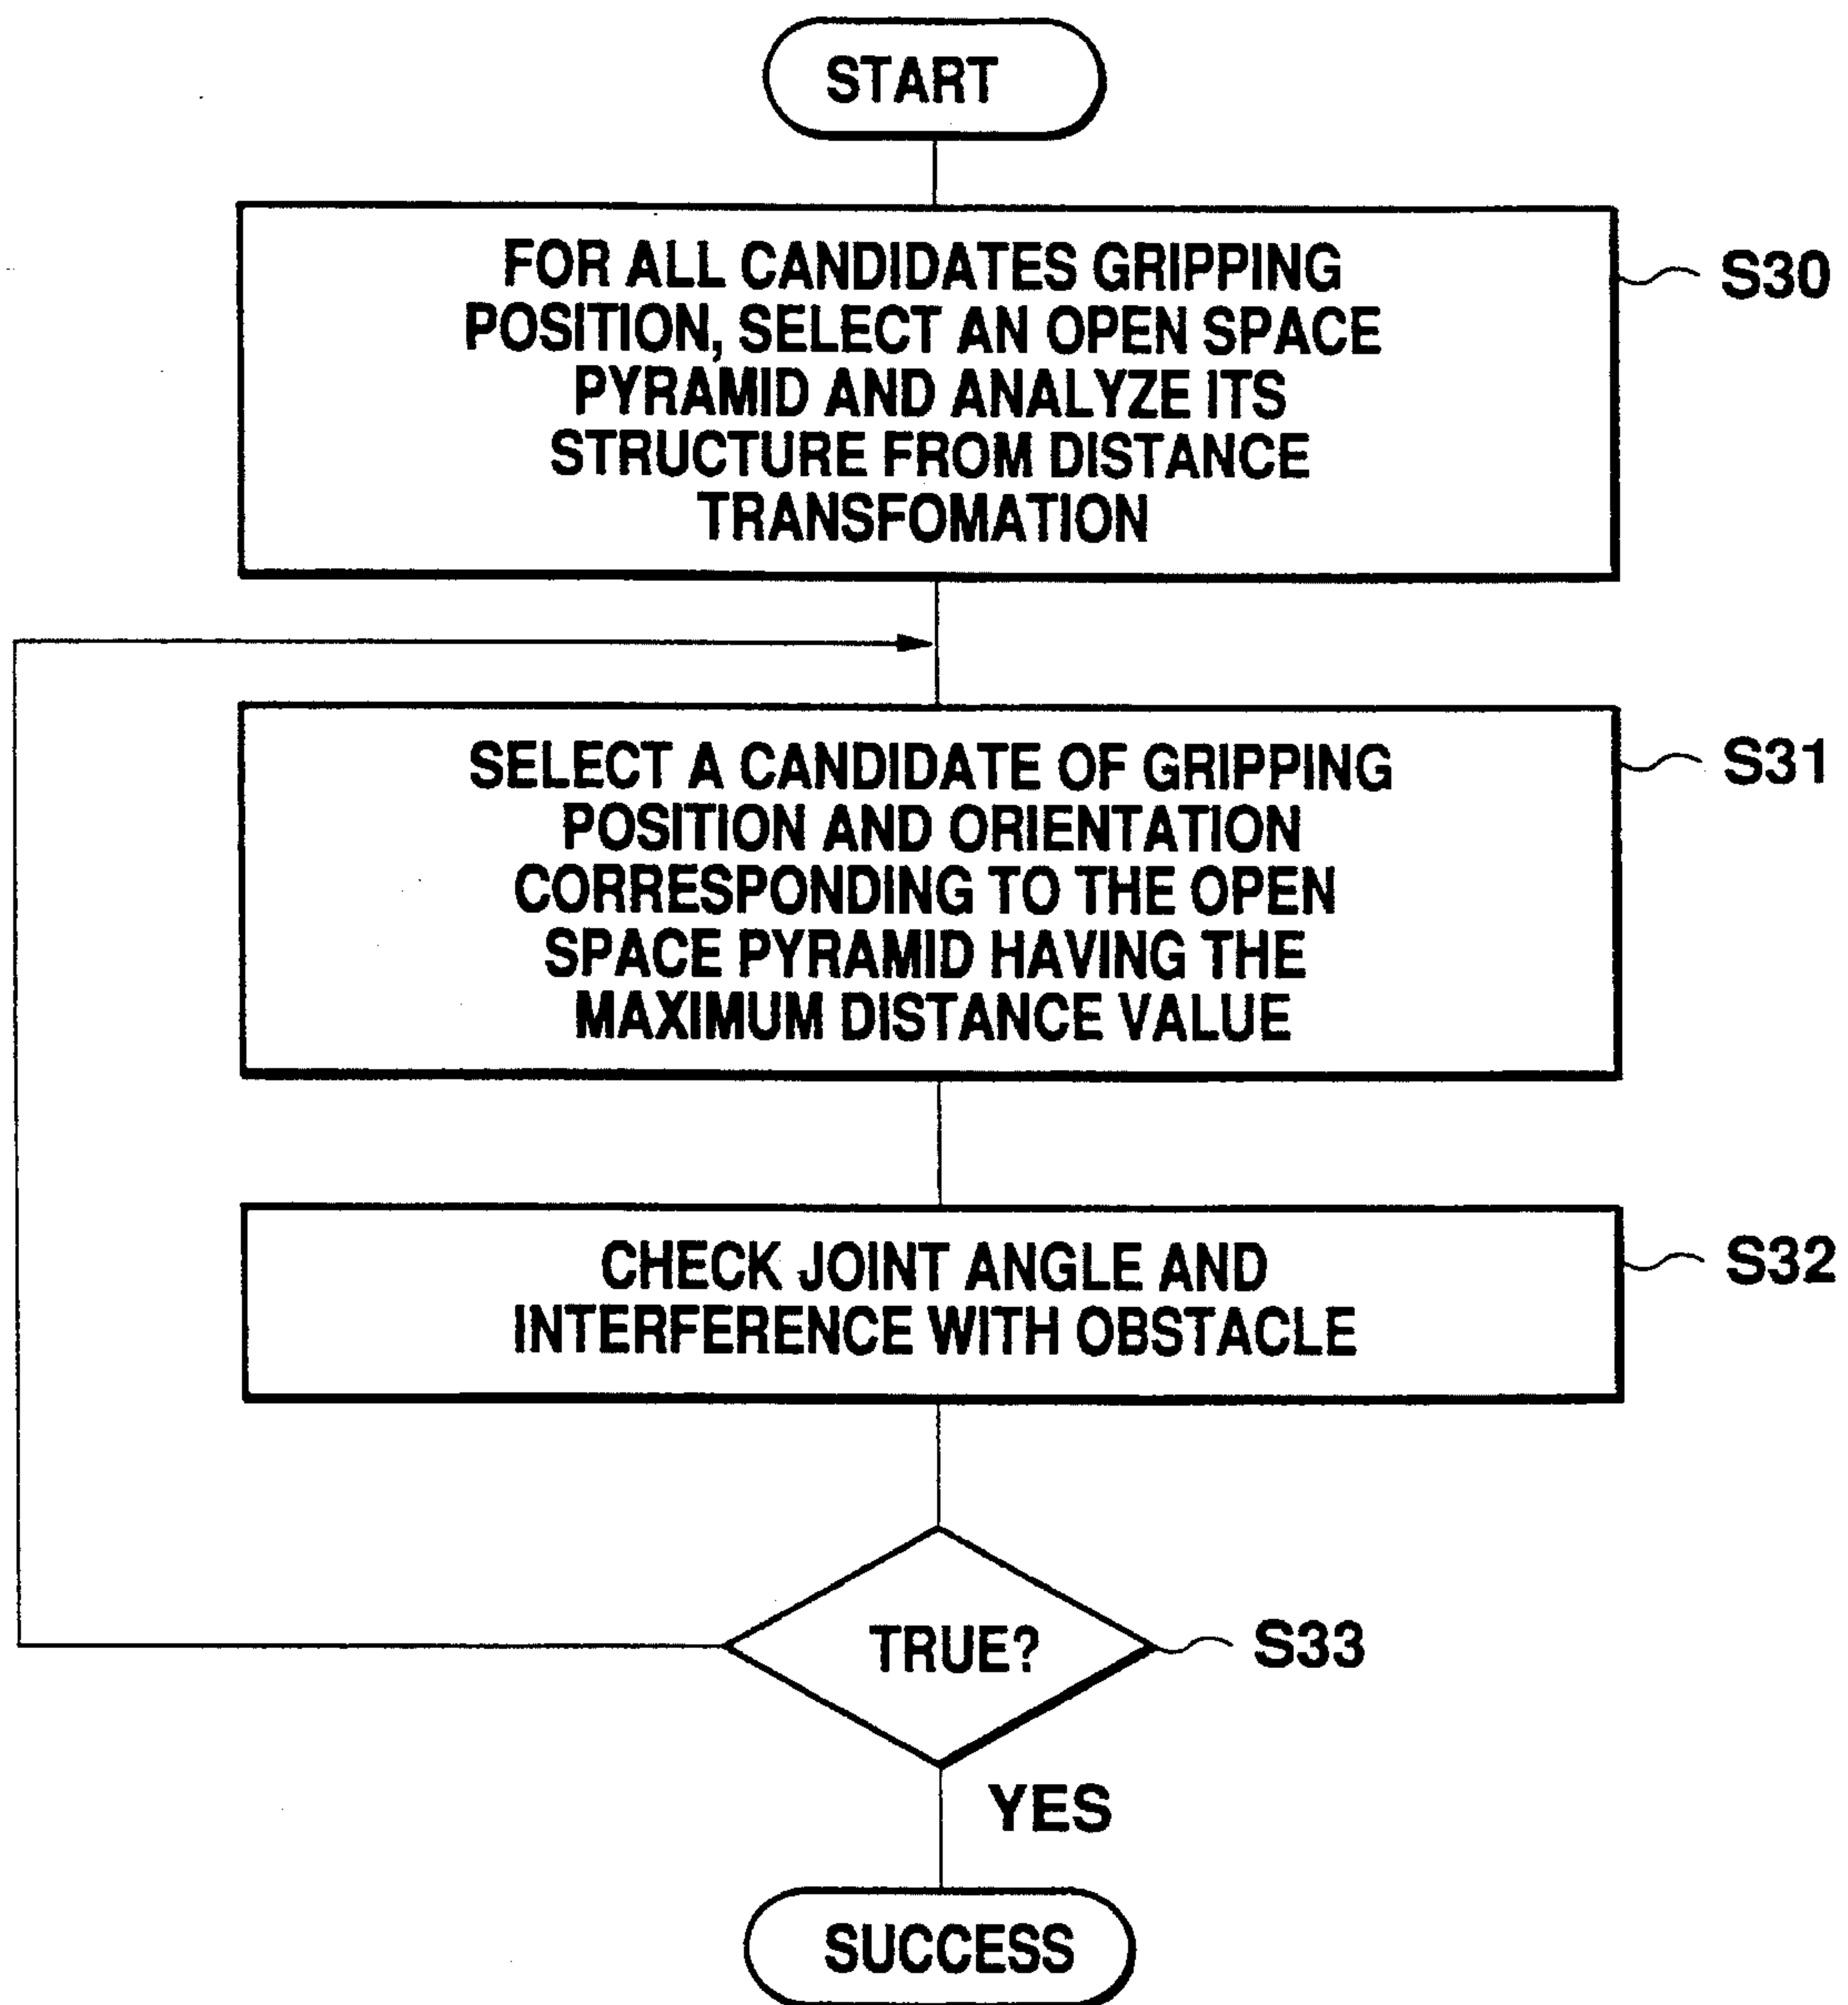 START
FOR ALL CANDIDATES GRIPPING
POSITION, SELECT AN OPEN SPACE
PYRAMID AND ANALYZE ITS
STRUCTURE FROM DISTANCE
TRANSFOMATION
S30
SELECT A CANDIDATE OF GRIPPING
POSITION AND ORIENTATION
CORRESPONDING TO THE OPEN
SPACE PYRAMID HAVING THE
MAXIMUM DISTANCE VALUE
S31
CHECK JOINT ANGLE AND
INTERFERENCE WITH OBSTACLE
S32
TRUE?
S33
YES
SUCCESS